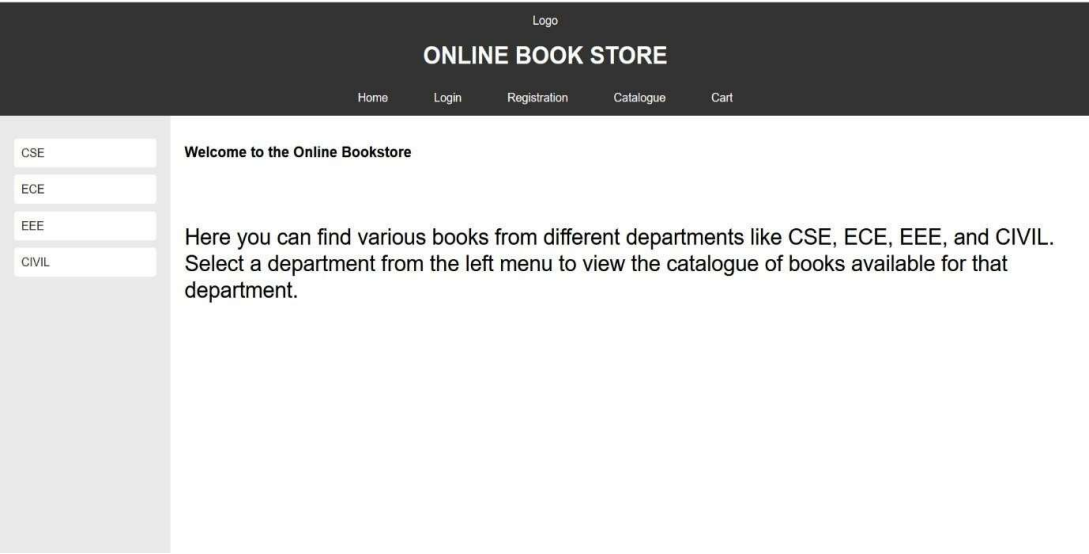 Logo
ONLINE BOOK STORE
Home Login Registration Catalogue Cart
CSE
ECE
EEE
CIVIL
Welcome to the Online Bookstore
Here you can find various books from different departments like CSE, ECE, EEE, and CIVIL.
Select a department from the left menu to view the catalogue of books available for that
department.